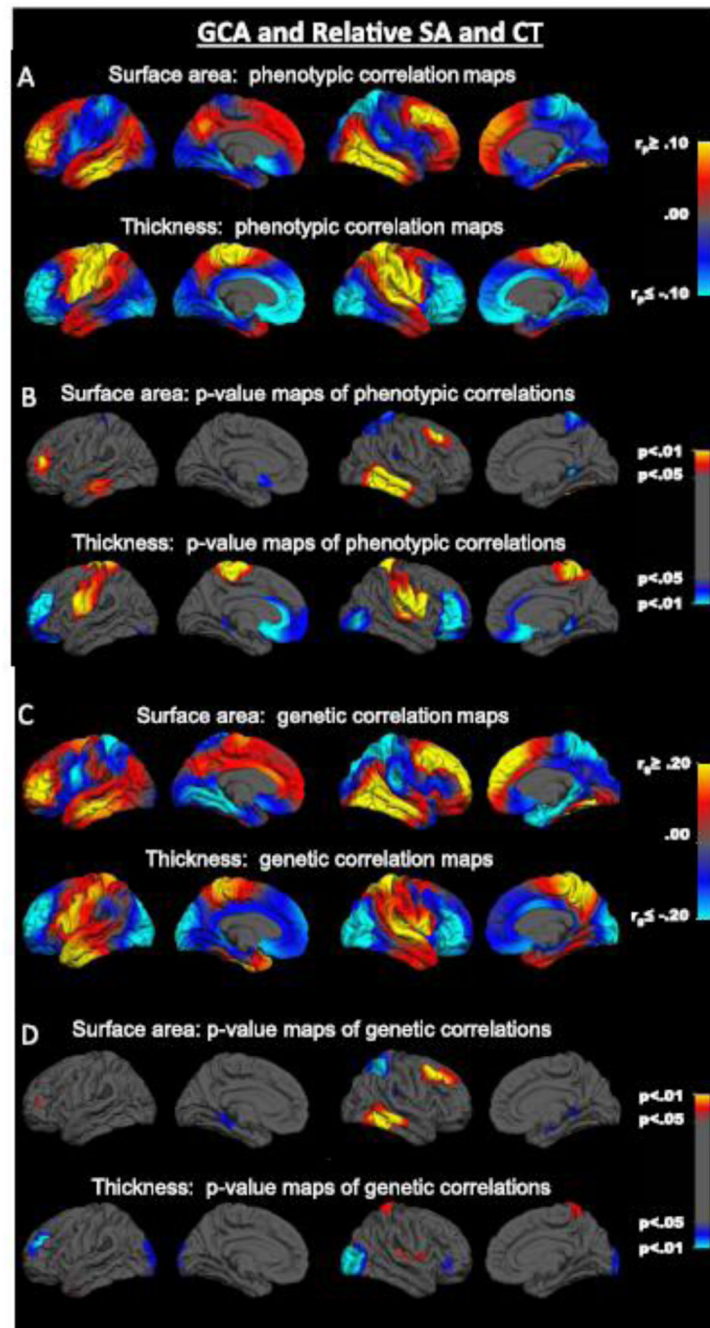 GCA and Relative SA and CT
A
Surface area: phenotypic correlation maps
rp≥ .10
.00
Thickness: phenotypic correlation maps
rp≤ -.10
B
Surface area: p-value maps of phenotypic correlations
p<.01
p<.05
Thickness: p-value maps of phenotypic correlations
p<.05
p<.01
C
Surface area: genetic correlation maps
rg≥ .20
.00
Thickness: genetic correlation maps
rg≤ -.20
D
Surface area: p-value maps of genetic correlations
p<.01
p<.05
Thickness: p-value maps of genetic correlations
p<.05
p<.01